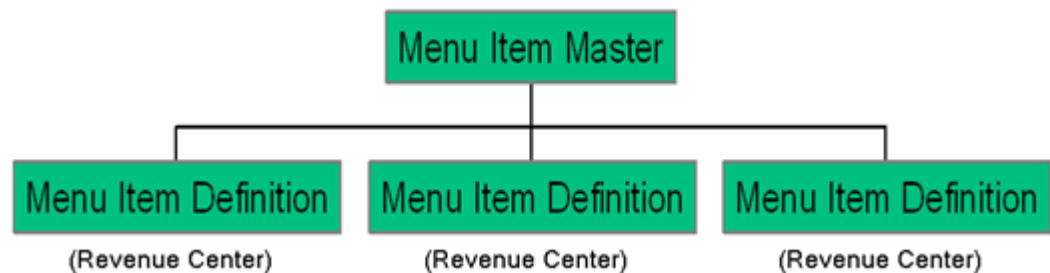 Menu Item Master
Menu Item Definition Menu Item Definition Menu Item Definition
(Revenue Center) (Revenue Center) (Revenue Center)